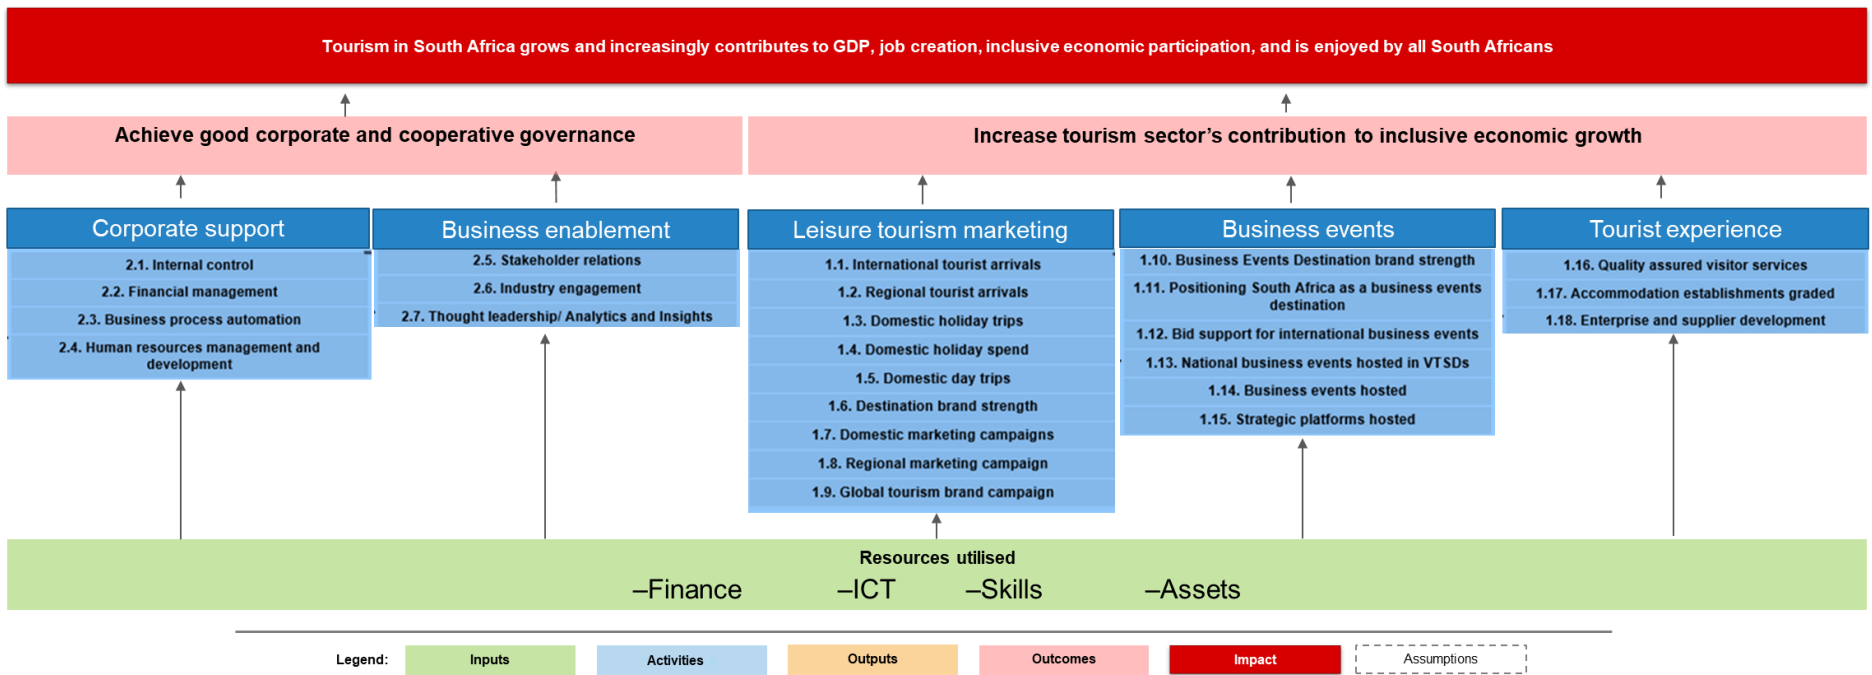 Tourism in South Africa grows and increasingly contributes to GDP, job creation, inclusive economic participation, and is enjoyed by all South Africans
Achieve good corporate and cooperative governance
Increase tourism sector’s contribution to inclusive economic growth
Corporate support
2.1. Internal control
2.2. Financial management
2.3. Business process automation
2.4. Human resources management and
development
Business enablement
2.5. Stakeholder relations
2.6. Industry engagement
2.7. Thought leadership/ Analytics and Insights
Leisure tourism marketing
1.1. International tourist arrivals
1.2. Regional tourist arrivals
1.3. Domestic holiday trips
1.4. Domestic holiday spend
1.5. Domestic day trips
1.6. Destination brand strength
1.7. Domestic marketing campaigns
1.8. Regional marketing campaign
1.9. Global tourism brand campaign
Business events
1.10. Business Events Destination brand strength
1.11. Positioning South Africa as a business events
destination
1.12. Bid support for international business events
1.13. National business events hosted in VTSDs
1.14. Business events hosted
1.15. Strategic platforms hosted
Tourist experience
1.16. Quality assured visitor services
1.17. Accommodation establishments graded
1.18. Enterprise and supplier development
Resources utilised
–Finance –ICT –Skills –Assets
Legend: Inputs Activities Outputs Outcomes Impact Assumptions